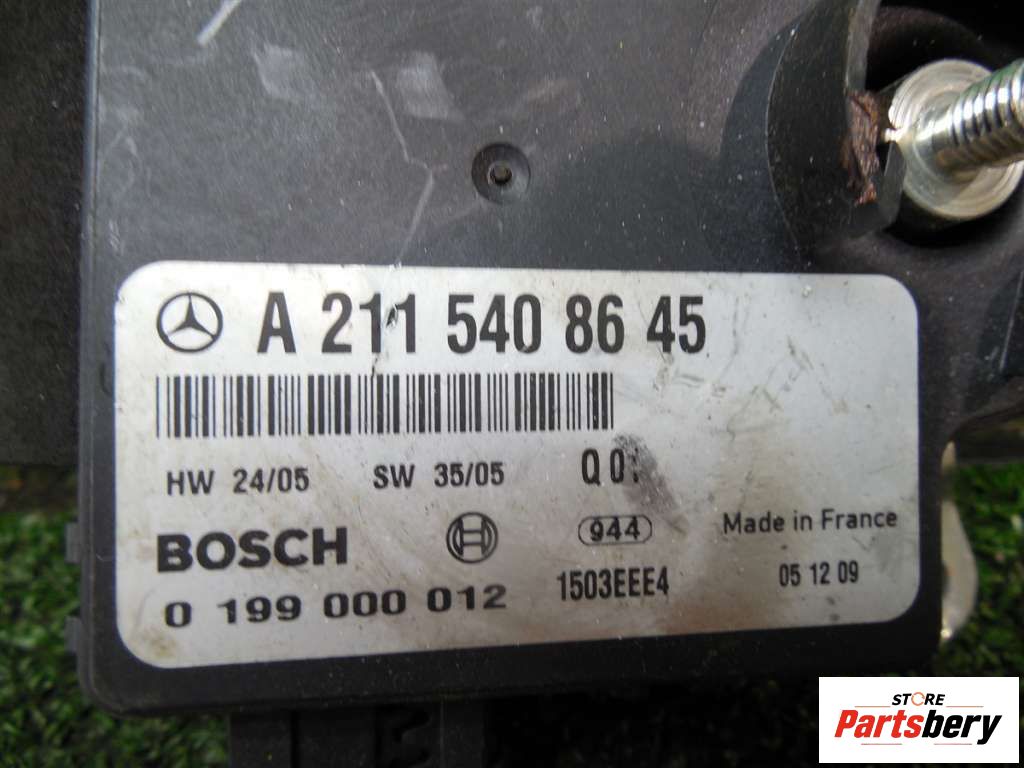 A 211 540 86 45
HW 24/05 SW 35/05
BOSCH 944 Made in France
0 199 000 012 1503EEE4 05 12 09
STORE
Partsbery